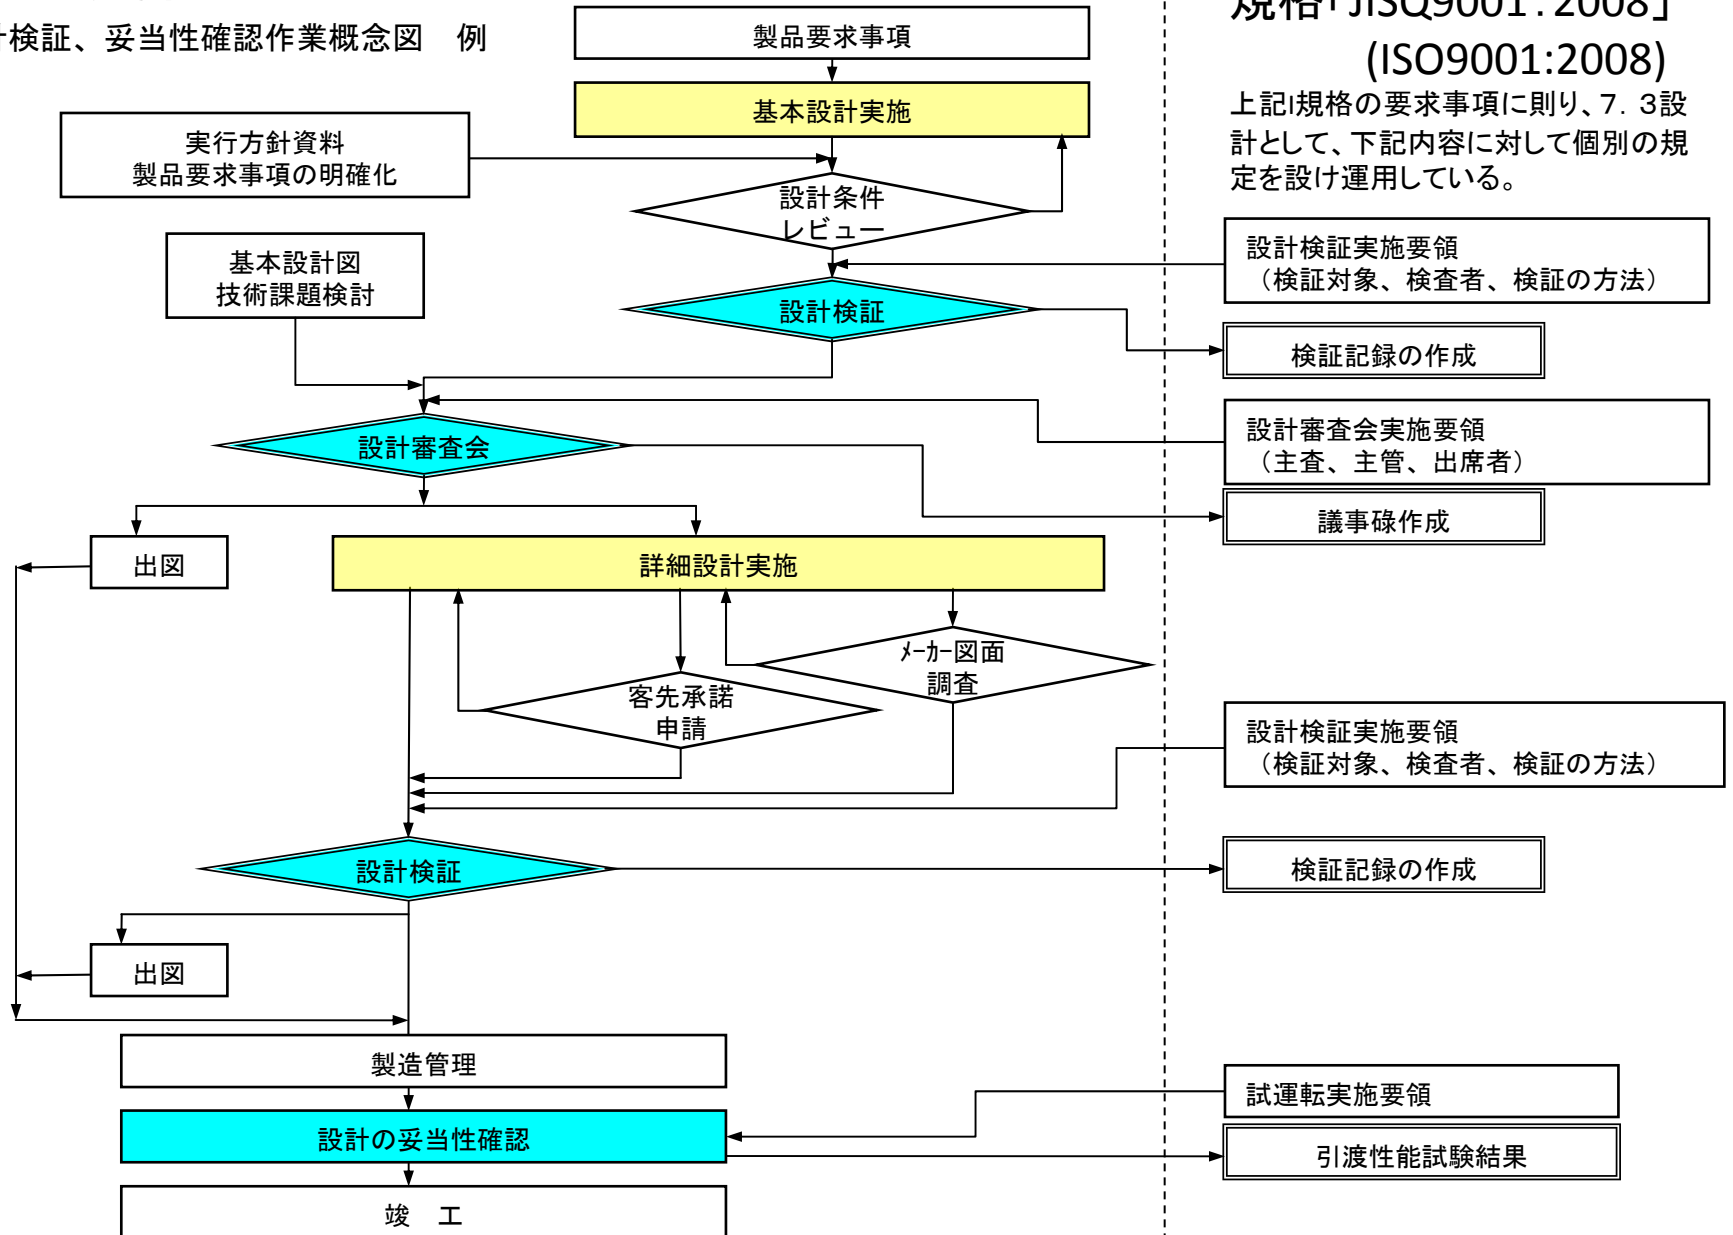 計検証、妥当性確認作業概念図　例
規格「JISQ9001：2008」
(ISO9001:2008)
上記I規格の要求事項に則り、7．3設
計として、下記内容に対して個別の規
定を設け運用している。
製品要求事項
基本設計実施
実行方針資料
製品要求事項の明確化
設計条件
レビュー
基本設計図
技術課題検討
設計検証実施要領
（検証対象、検査者、検証の方法）
設計検証
検証記録の作成
設計審査会実施要領
（主査、主管、出席者）
設計審査会
議事碌作成
出図
詳細設計実施
ﾒｰｶｰ図面
調査
客先承諾
申請
設計検証実施要領
（検証対象、検査者、検証の方法）
設計検証
検証記録の作成
出図
製造管理
試運転実施要領
設計の妥当性確認
引渡性能試験結果
竣　工